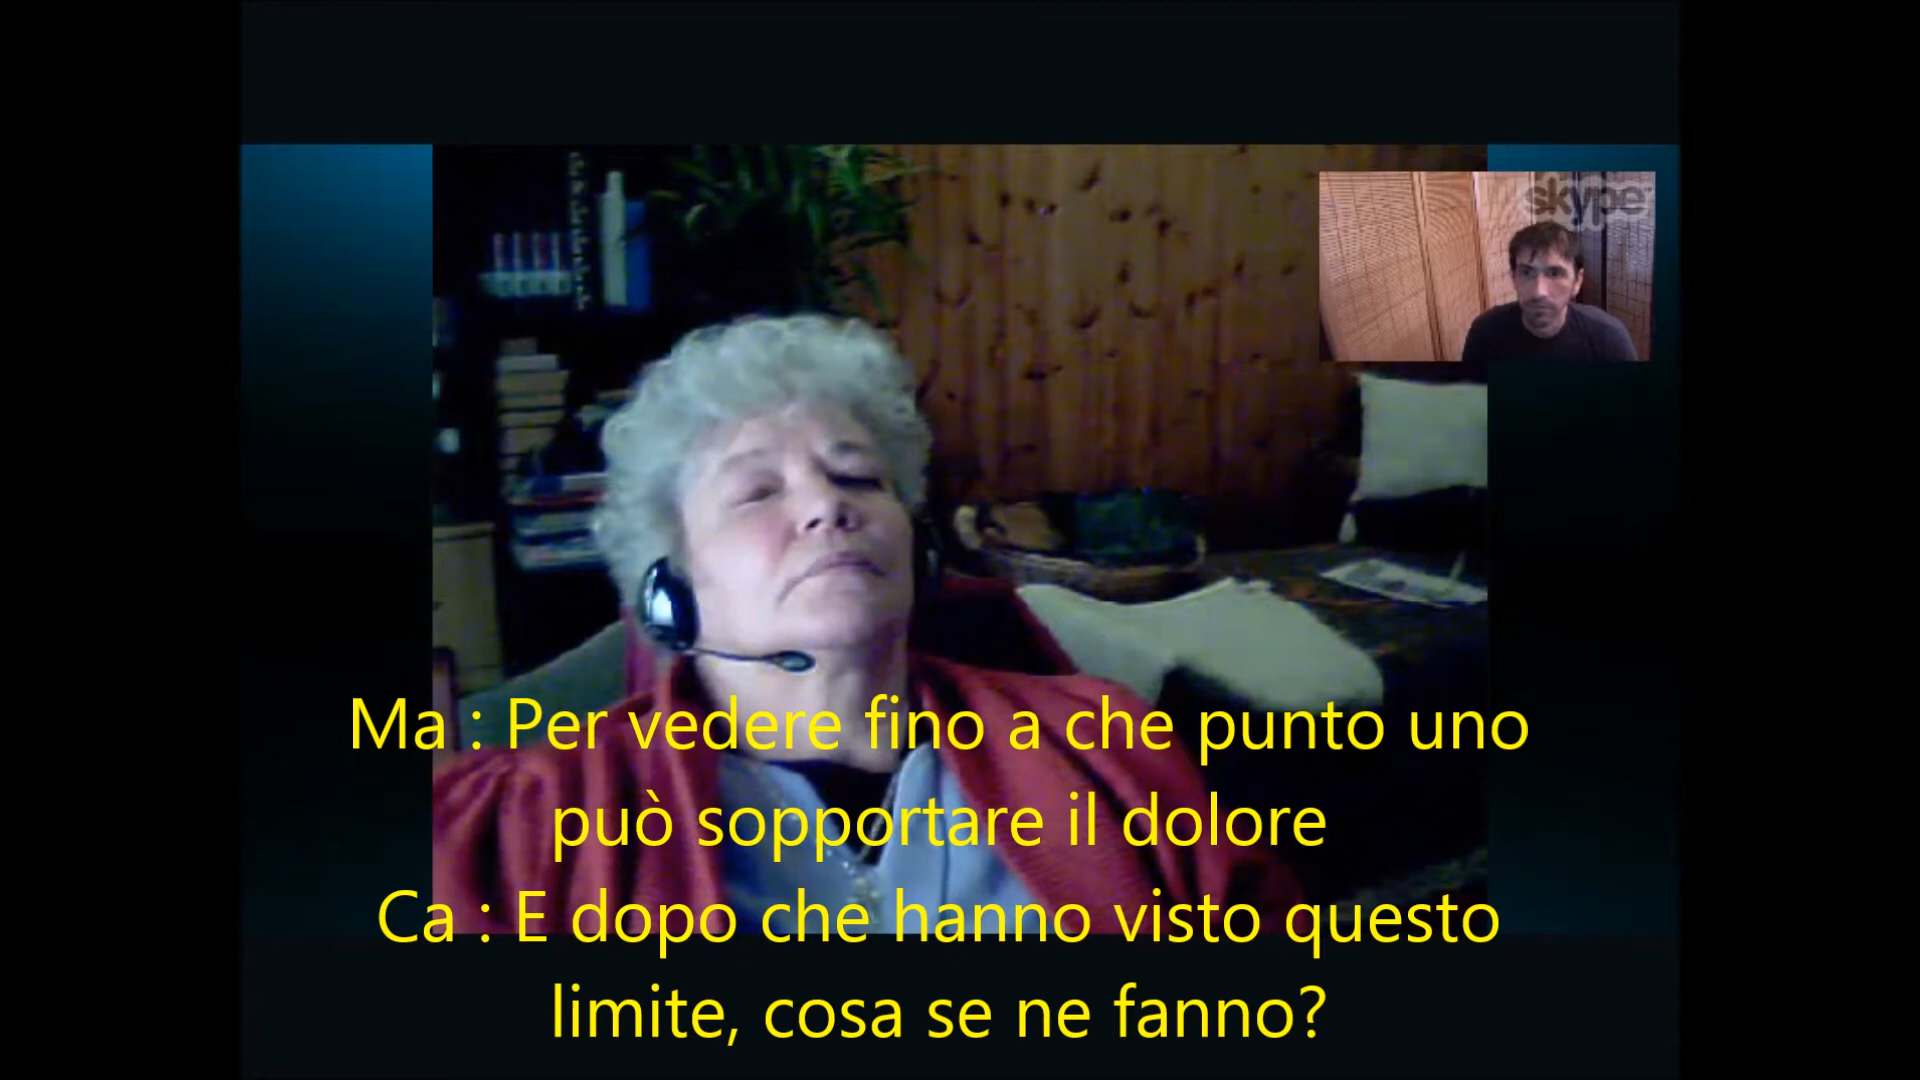 skype
Ma : Per vedere fino a che punto uno
può sopportare il dolore
Ca : E dopo che hanno visto questo
limite, cosa se ne fanno?